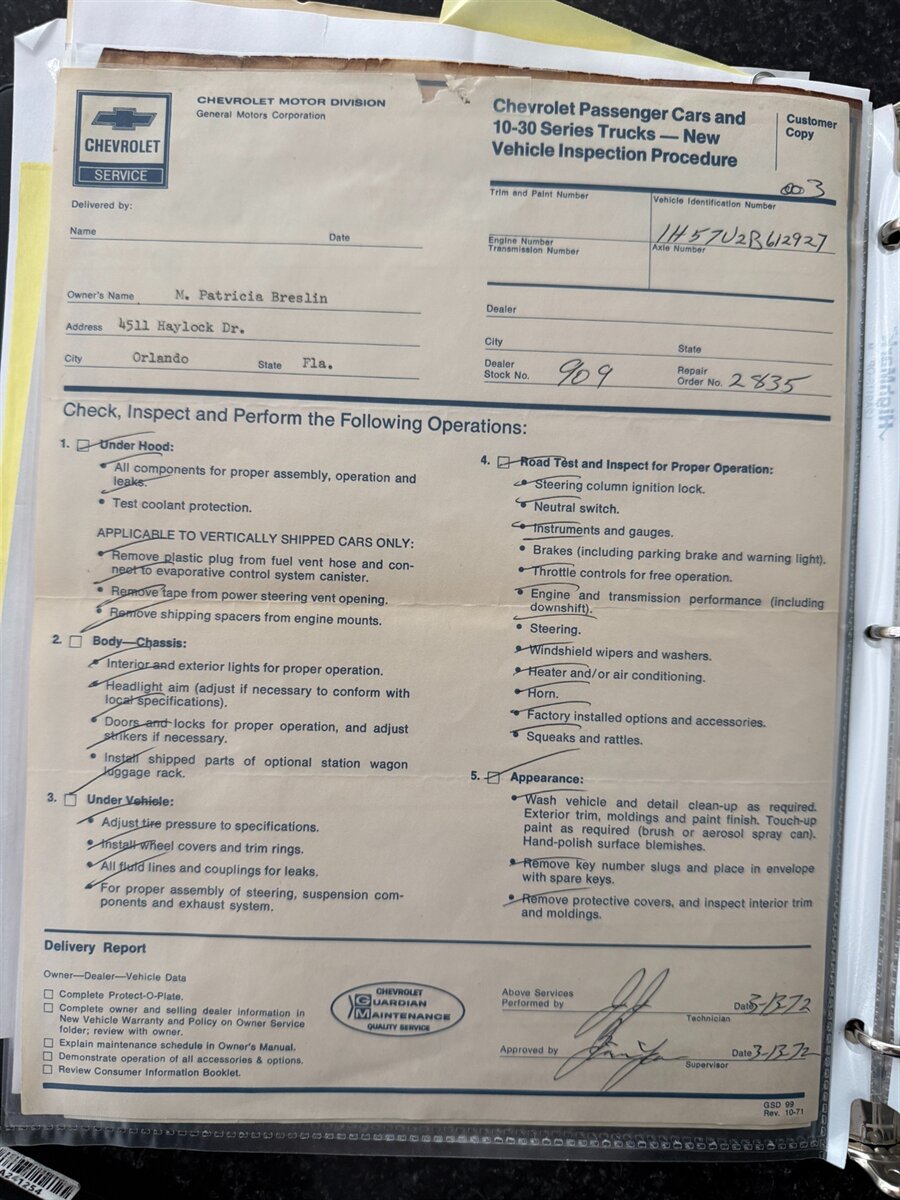 CHEVROLET
SERVICE
CHEVROLET MOTOR DIVISION
General Motors Corporation
Chevrolet Passenger Cars and
10-30 Series Trucks — New
Vehicle Inspection Procedure
Customer
Copy
003
Delivered by:
Name
Date
Trim and Paint Number
Vehicle Identification Number
1H57U2B612927
Engine Number
Transmission Number
Axle Number
Owner's Name M. Patricia Breslin
Address 4511 Haylock Dr.
City Orlando State Fla.
Dealer
City
State
Dealer
Stock No. 909
Repair
Order No. 2835
Check, Inspect and Perform the Following Operations:
1. Under Hood:
• All components for proper assembly, operation and
leaks.
• Test coolant protection.
APPLICABLE TO VERTICALLY SHIPPED CARS ONLY:
• Remove plastic plug from fuel vent hose and con-
nect to evaporative control system canister.
• Remove tape from power steering vent opening.
• Remove shipping spacers from engine mounts.
2. Body—Chassis:
• Interior and exterior lights for proper operation.
• Headlight aim (adjust if necessary to conform with
local specifications).
• Doors and locks for proper operation, and adjust
strikers if necessary.
• Install shipped parts of optional station wagon
luggage rack.
3. Under Vehicle:
• Adjust tire pressure to specifications.
• Install wheel covers and trim rings.
• All fluid lines and couplings for leaks.
• For proper assembly of steering, suspension com-
ponents and exhaust system.
4. Road Test and Inspect for Proper Operation:
• Steering column ignition lock.
• Neutral switch.
• Instruments and gauges.
• Brakes (including parking brake and warning light).
• Throttle controls for free operation.
• Engine and transmission performance (including
downshift).
• Steering.
• Windshield wipers and washers.
• Heater and/or air conditioning.
• Horn.
• Factory installed options and accessories.
• Squeaks and rattles.
5. Appearance:
• Wash vehicle and detail clean-up as required.
Exterior trim, moldings and paint finish. Touch-up
paint as required (brush or aerosol spray can).
Hand-polish surface blemishes.
• Remove key number slugs and place in envelope
with spare keys.
• Remove protective covers, and inspect interior trim
and moldings.
Delivery Report
Owner—Dealer—Vehicle Data
Complete Protect-O-Plate.
Complete owner and selling dealer information in
New Vehicle Warranty and Policy on Owner Service
folder; review with owner.
Explain maintenance schedule in Owner's Manual.
Demonstrate operation of all accessories & options.
Review Consumer Information Booklet.
CHEVROLET
GUARDIAN
MAINTENANCE
QUALITY SERVICE
Above Services
Performed by
Date 3-13-72
Technician
Approved by
Date 3-13-72
Supervisor
GSD 99
Rev. 10-71
A241254